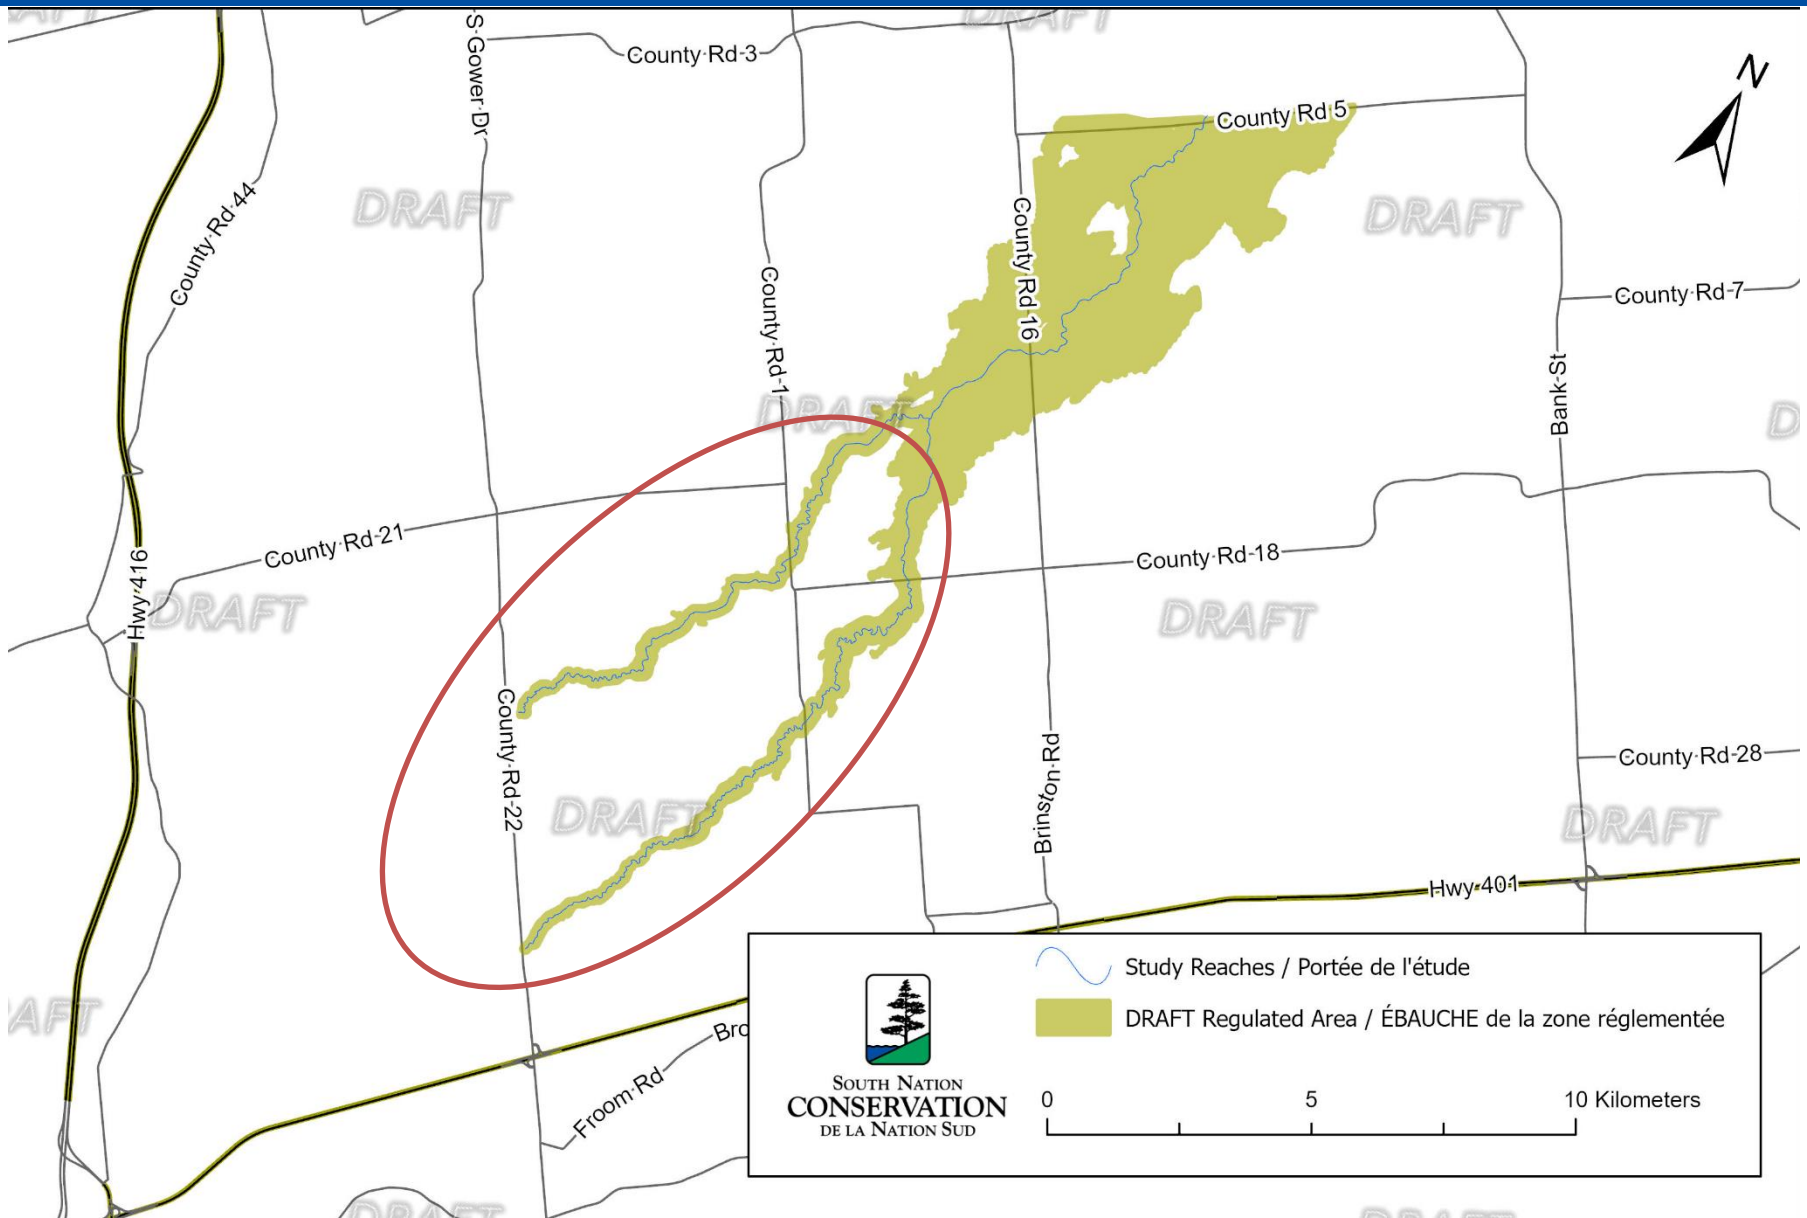 DRAFT
S-Gower-Dr
County-Rd-3
N
County Rd 5
County-Rd-44
DRAFT
DRAFT
County Rd 16
County-Rd-1
County-Rd-7
Bank-St
DRAFT
D
County-Rd-21
County-Rd-18
Hwy-416
DRAFT
DRAFT
County-Rd-22
Brinston-Rd
County-Rd-28
DRAFT
DRAFT
Hwy-401
AFT
Bro
Froom-Rd
Study Reaches / Portée de l'étude
DRAFT Regulated Area / ÉBAUCHE de la zone réglementée
SOUTH NATION
CONSERVATION
DE LA NATION SUD
0 5 10 Kilometers